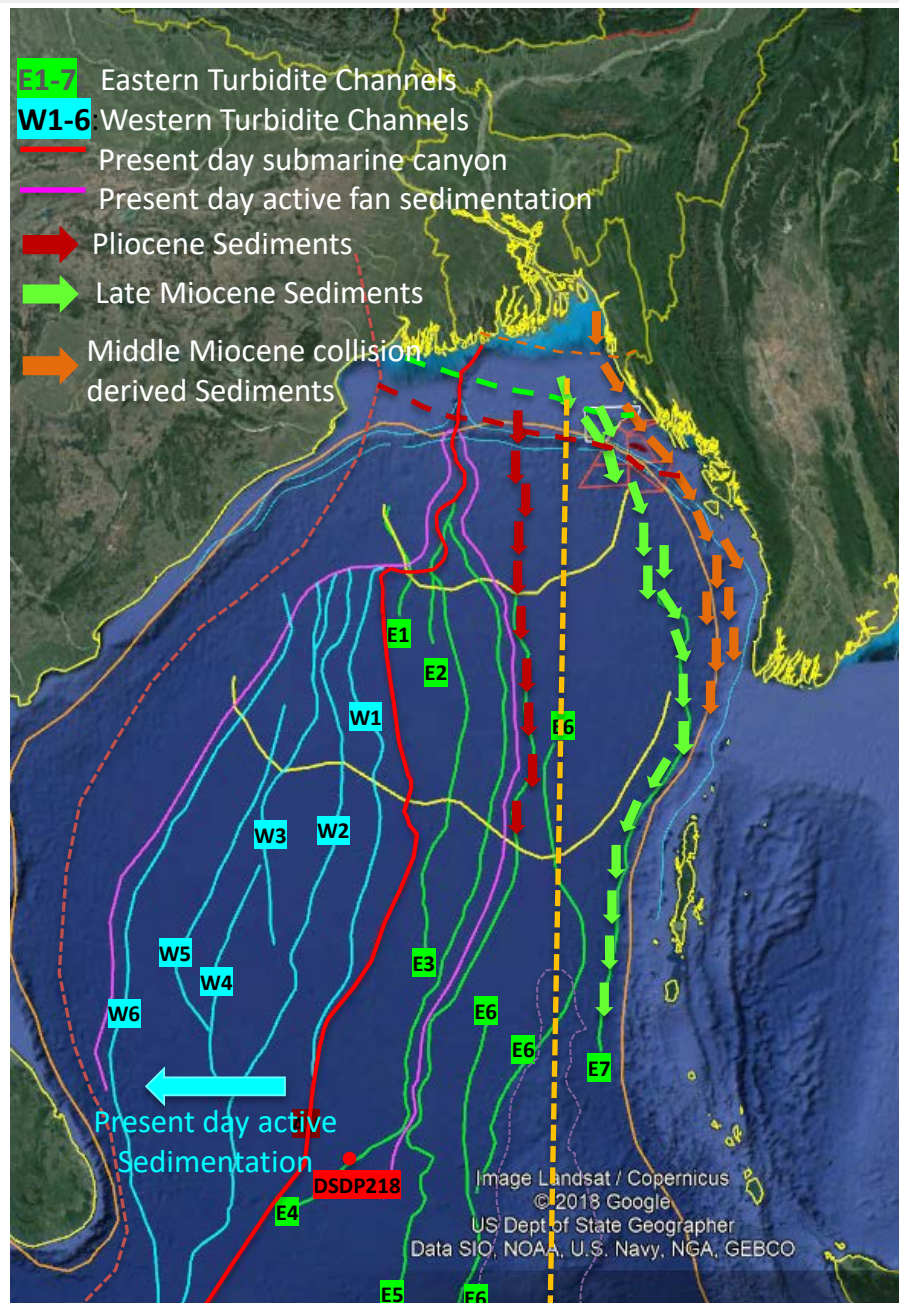 E1-7 Eastern Turbidite Channels
W1-6:Western Turbidite Channels
Present day submarine canyon
Present day active fan sedimentation
Pliocene Sediments
Late Miocene Sediments
Middle Miocene collision
derived Sediments
E1
E2
W1
E6
W3
W2
W5
E3
W4
W6
E6
E6
E7
Present day active
Sedimentation
DSDP218
E4
Image Landsat / Copernicus
© 2018 Google
US Dept of State Geographer
Data SIO, NOAA, U.S. Navy, NGA, GEBCO
E5
E6